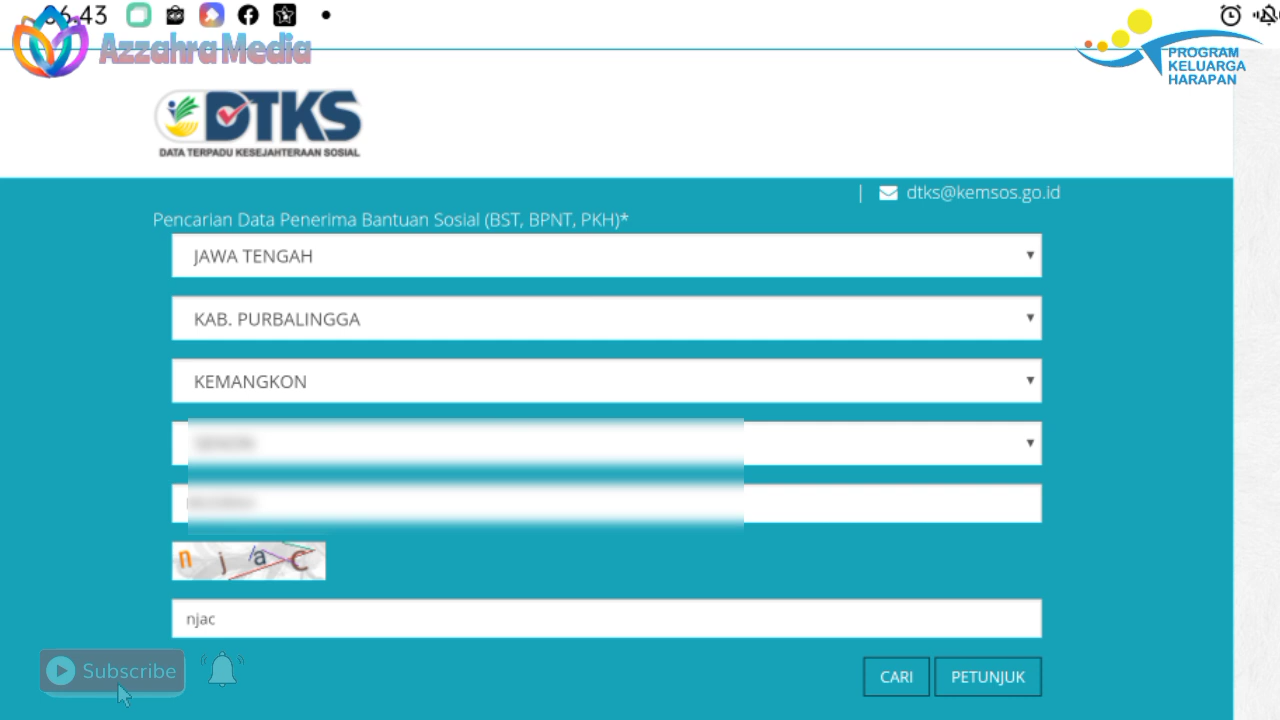 06.43
Azzahra Media
PROGRAM
KELUARGA
HARAPAN
DTKS
DATA TERPADU KESEJAHTERAAN SOSIAL
| dtks@kemsos.go.id
Pencarian Data Penerima Bantuan Sosial (BST, BPNT, PKH)*
JAWA TENGAH
KAB. PURBALINGGA
KEMANGKON
n j a c
njac
Subscribe
CARI PETUNJUK